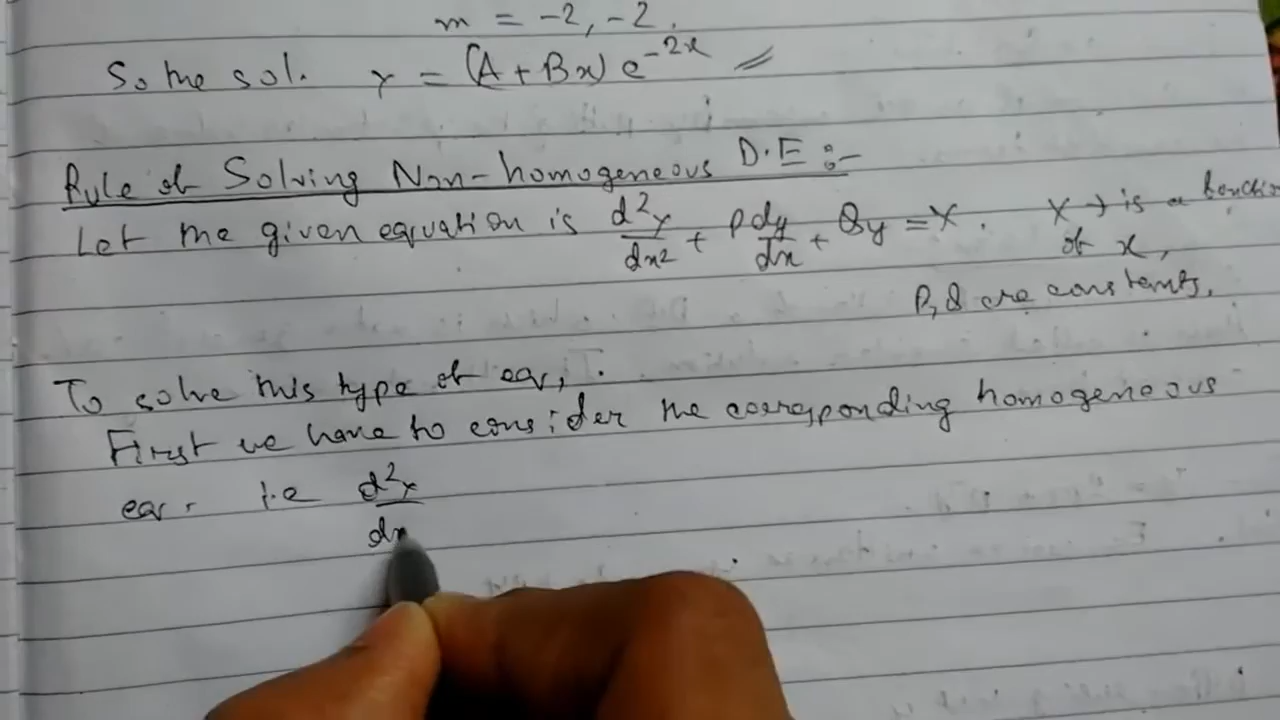 m = -2, -2.
So the sol. y = (A + Bx) e^{-2x}
Rule of Solving Non-homogeneous D.E :-
Let the given equation is d²y/dx² + P dy/dx + Qy = X. X → is a function
of x,
P, Q are constants.
To solve this type of eqn, .
First we have to consider the corresponding homogeneous
eqn. i.e d²y/dx